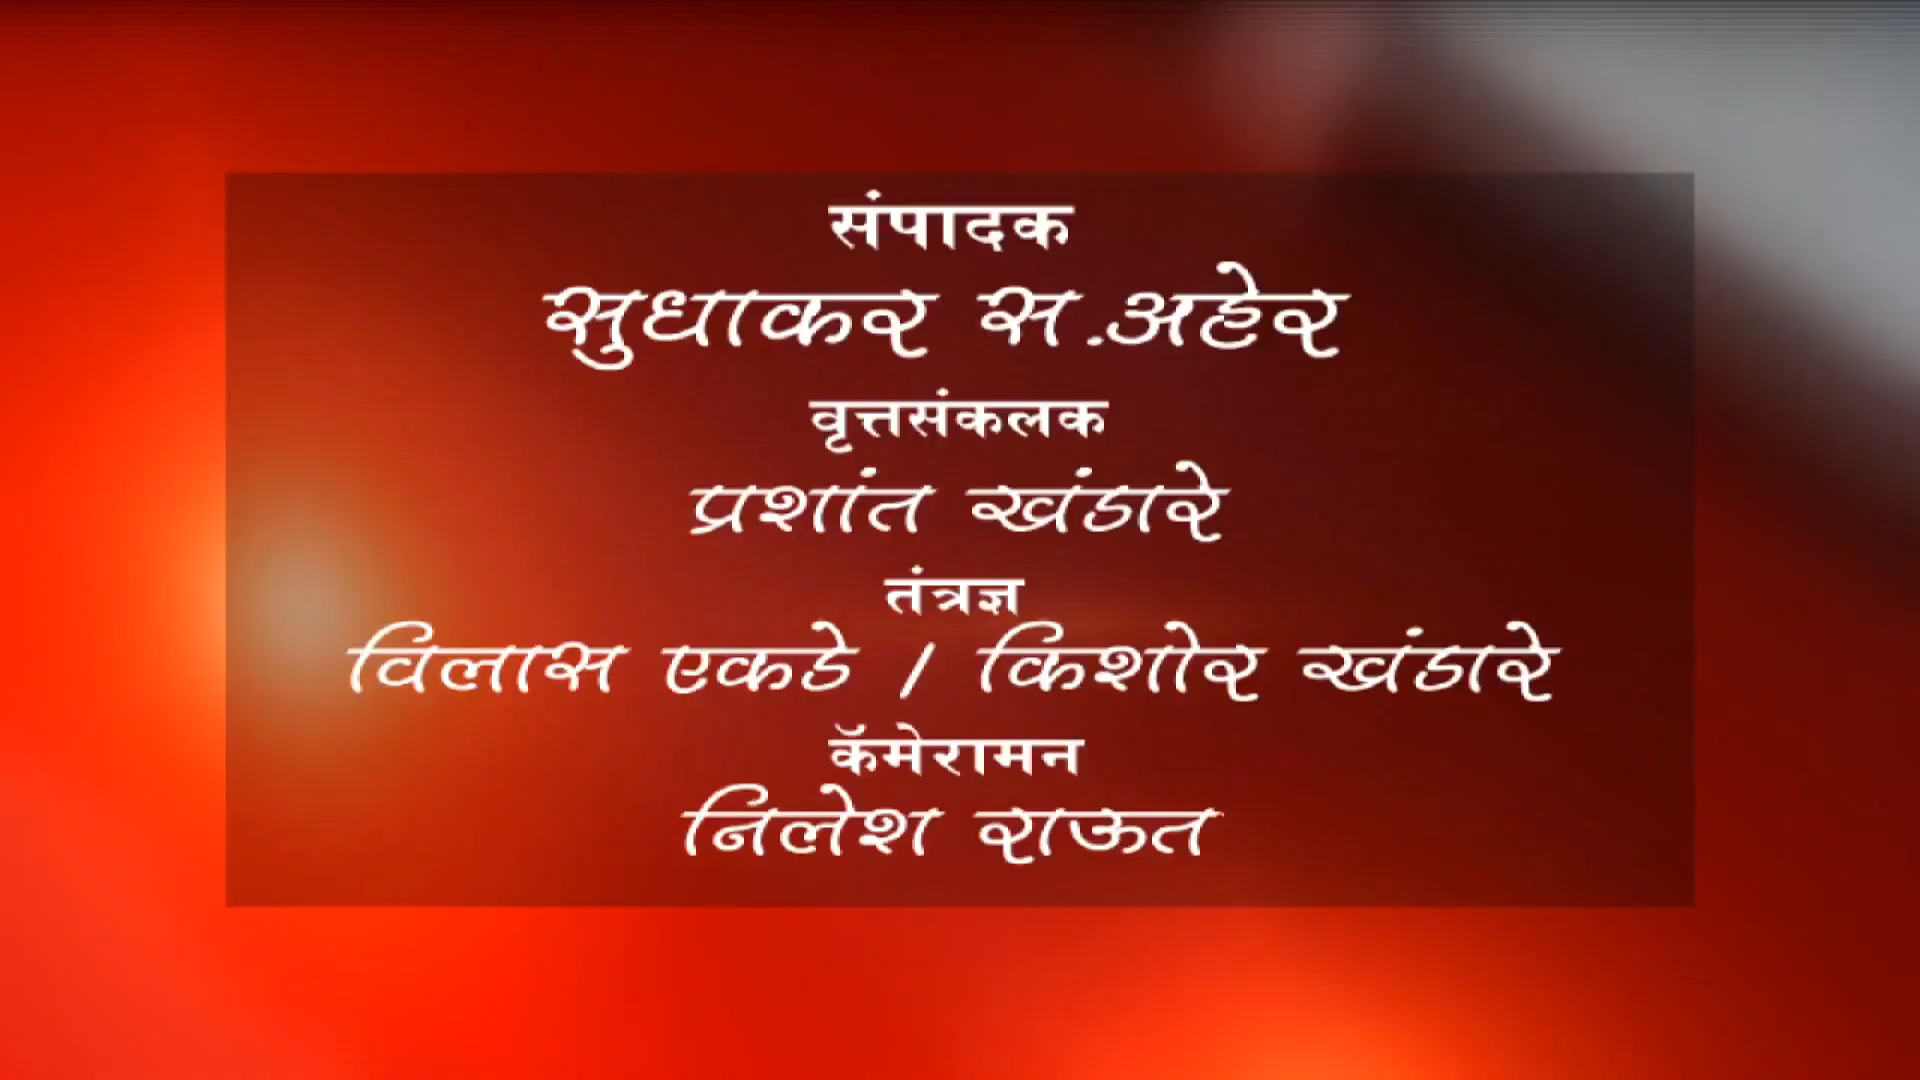 संपादक
सुधाकर स.अहेर
वृत्तसंकलक
प्रशांत खंडारे
तंत्रज्ञ
विलास एकडे / किशोर खंडारे
कॅमेरामन
निलेश राऊत